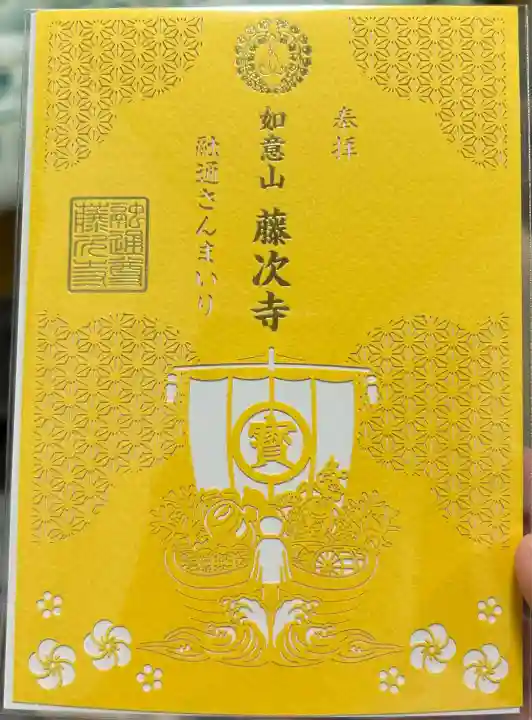 奉拝
如意山 藤次寺
融通さんまいり
融通尊
藤次寺
寳